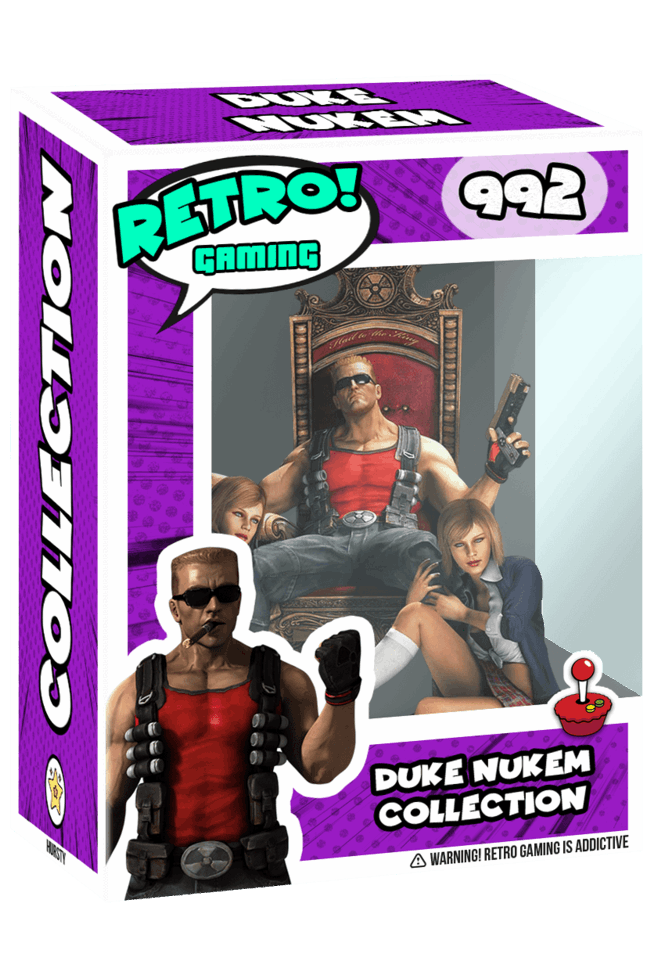 DUKE
NUKEM
RETRO!
GAMING
992
COLLECTION
Hail to the King
DUKE NUKEM
COLLECTION
WARNING! RETRO GAMING IS ADDICTIVE
HURSTY